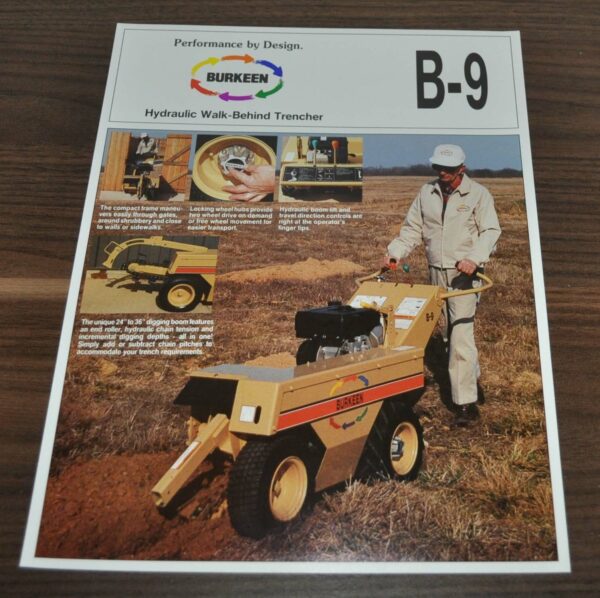 Performance by Design.
BURKEEN
B-9
Hydraulic Walk-Behind Trencher
The compact frame maneu-
vers easily through gates,
around shrubbery and close
to walls or sidewalks.
Locking wheel hubs provide
two wheel drive on demand
or free wheel movement for
easier transport.
Hydraulic boom tilt and
travel direction controls are
right at the operator's
finger tips.
The unique 24" to 36" digging boom features
an end roller, hydraulic chain tension and
incremental digging depths - all in one!
Simply add or subtract chain pitches to
accommodate your trench requirements.
B-9
BURKEEN